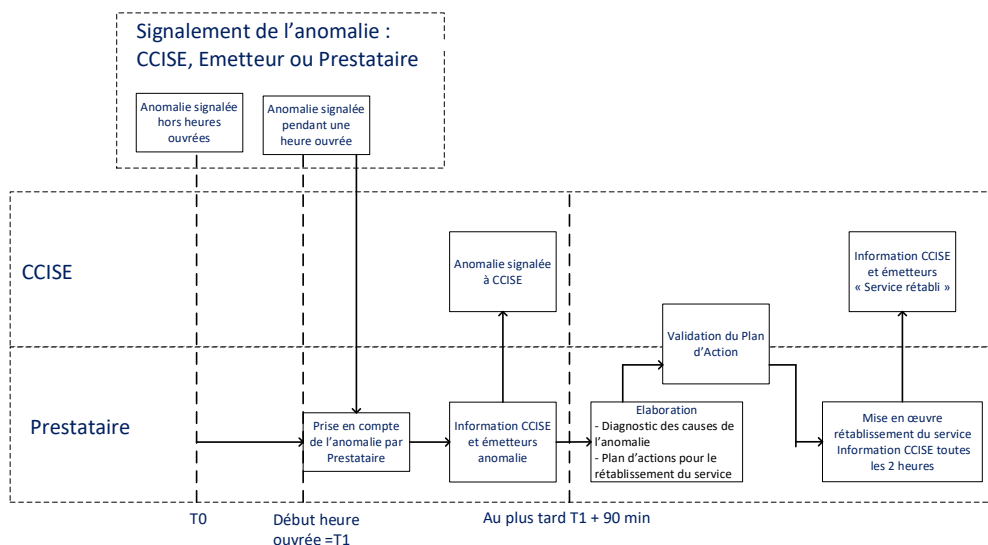 Signalement de l'anomalie :
CCISE, Emetteur ou Prestataire
Anomalie signalée
hors heures
ouvrées
Anomalie signalée
pendant une
heure ouvrée
CCISE
Anomalie signalée
à CCISE
Information CCISE
et émetteurs
« Service rétabli »
Validation du Plan
d'Action
Prestataire
Prise en compte
de l'anomalie par
Prestataire
Information CCISE
et émetteurs
anomalie
Elaboration
- Diagnostic des causes de
l'anomalie
- Plan d'actions pour le
rétablissement du service
Mise en œuvre
rétablissement du service
Information CCISE toutes
les 2 heures
T0
Début heure
ouvrée =T1
Au plus tard T1 + 90 min